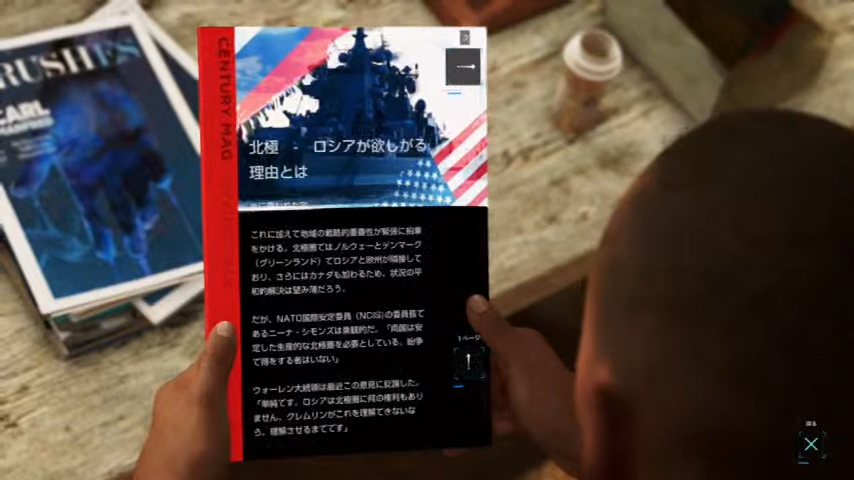 RUSHES
CARL
CENTURY MAG
次
北極 - ロシアが欲しがる
理由とは
これに加えて地域の戦略的重要性が緊張に拍車
をかける。北極圏ではノルウェーとデンマーク
（グリーンランド）でロシアと欧州が隣接して
おり、さらにはカナダも加わるため、状況の平
和的解決は望み薄だろう。
だが、NATO国際安定委員（NCIS)の委員長で
あるニーナ・シモンズは楽観的だ。「両国は安
定した生産的な北極圏を必要としている。紛争
で得をする者はいない」
ウォーレン大統領は最近この意見に反論した。
「単純です。ロシアは北極圏に何の権利もあり
ません。クレムリンがこれを理解できないな
ら、理解させるまでです」
1ページ
戻る